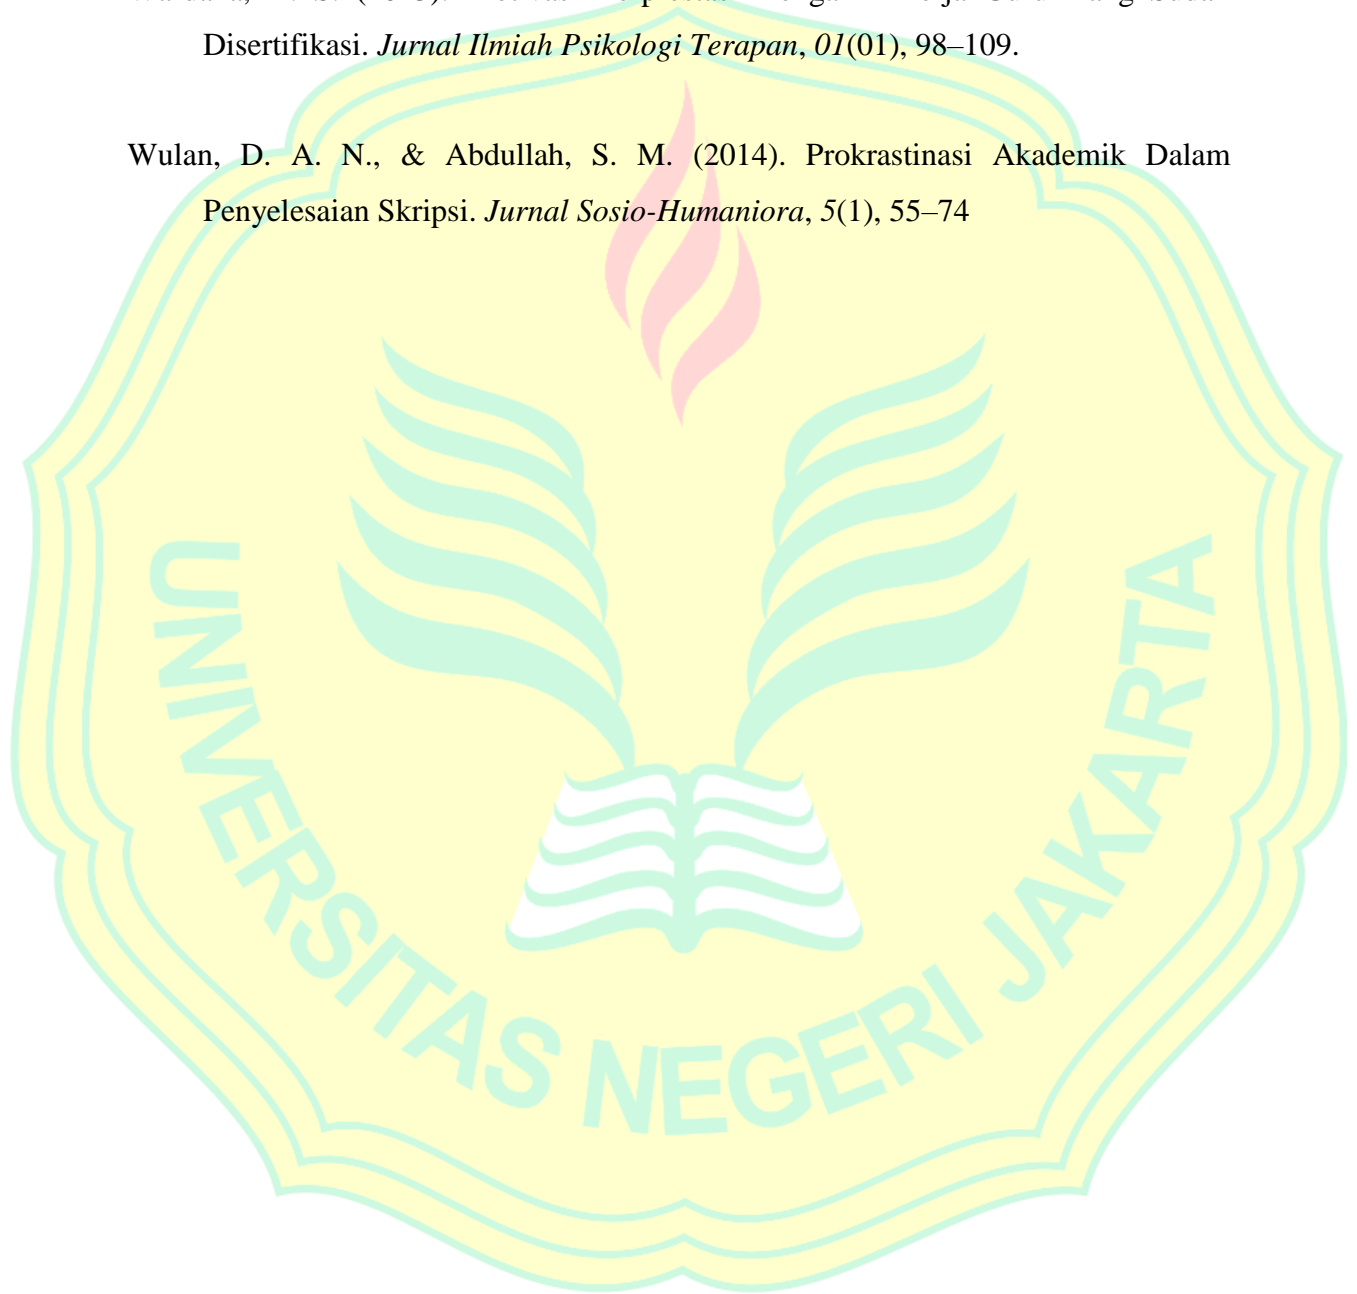 Disertifikasi. Jurnal Ilmiah Psikologi Terapan, 01(01), 98–109.
Wulan, D. A. N., & Abdullah, S. M. (2014). Prokrastinasi Akademik Dalam
Penyelesaian Skripsi. Jurnal Sosio-Humaniora, 5(1), 55–74
UNIVERSITAS NEGERI JAKARTA